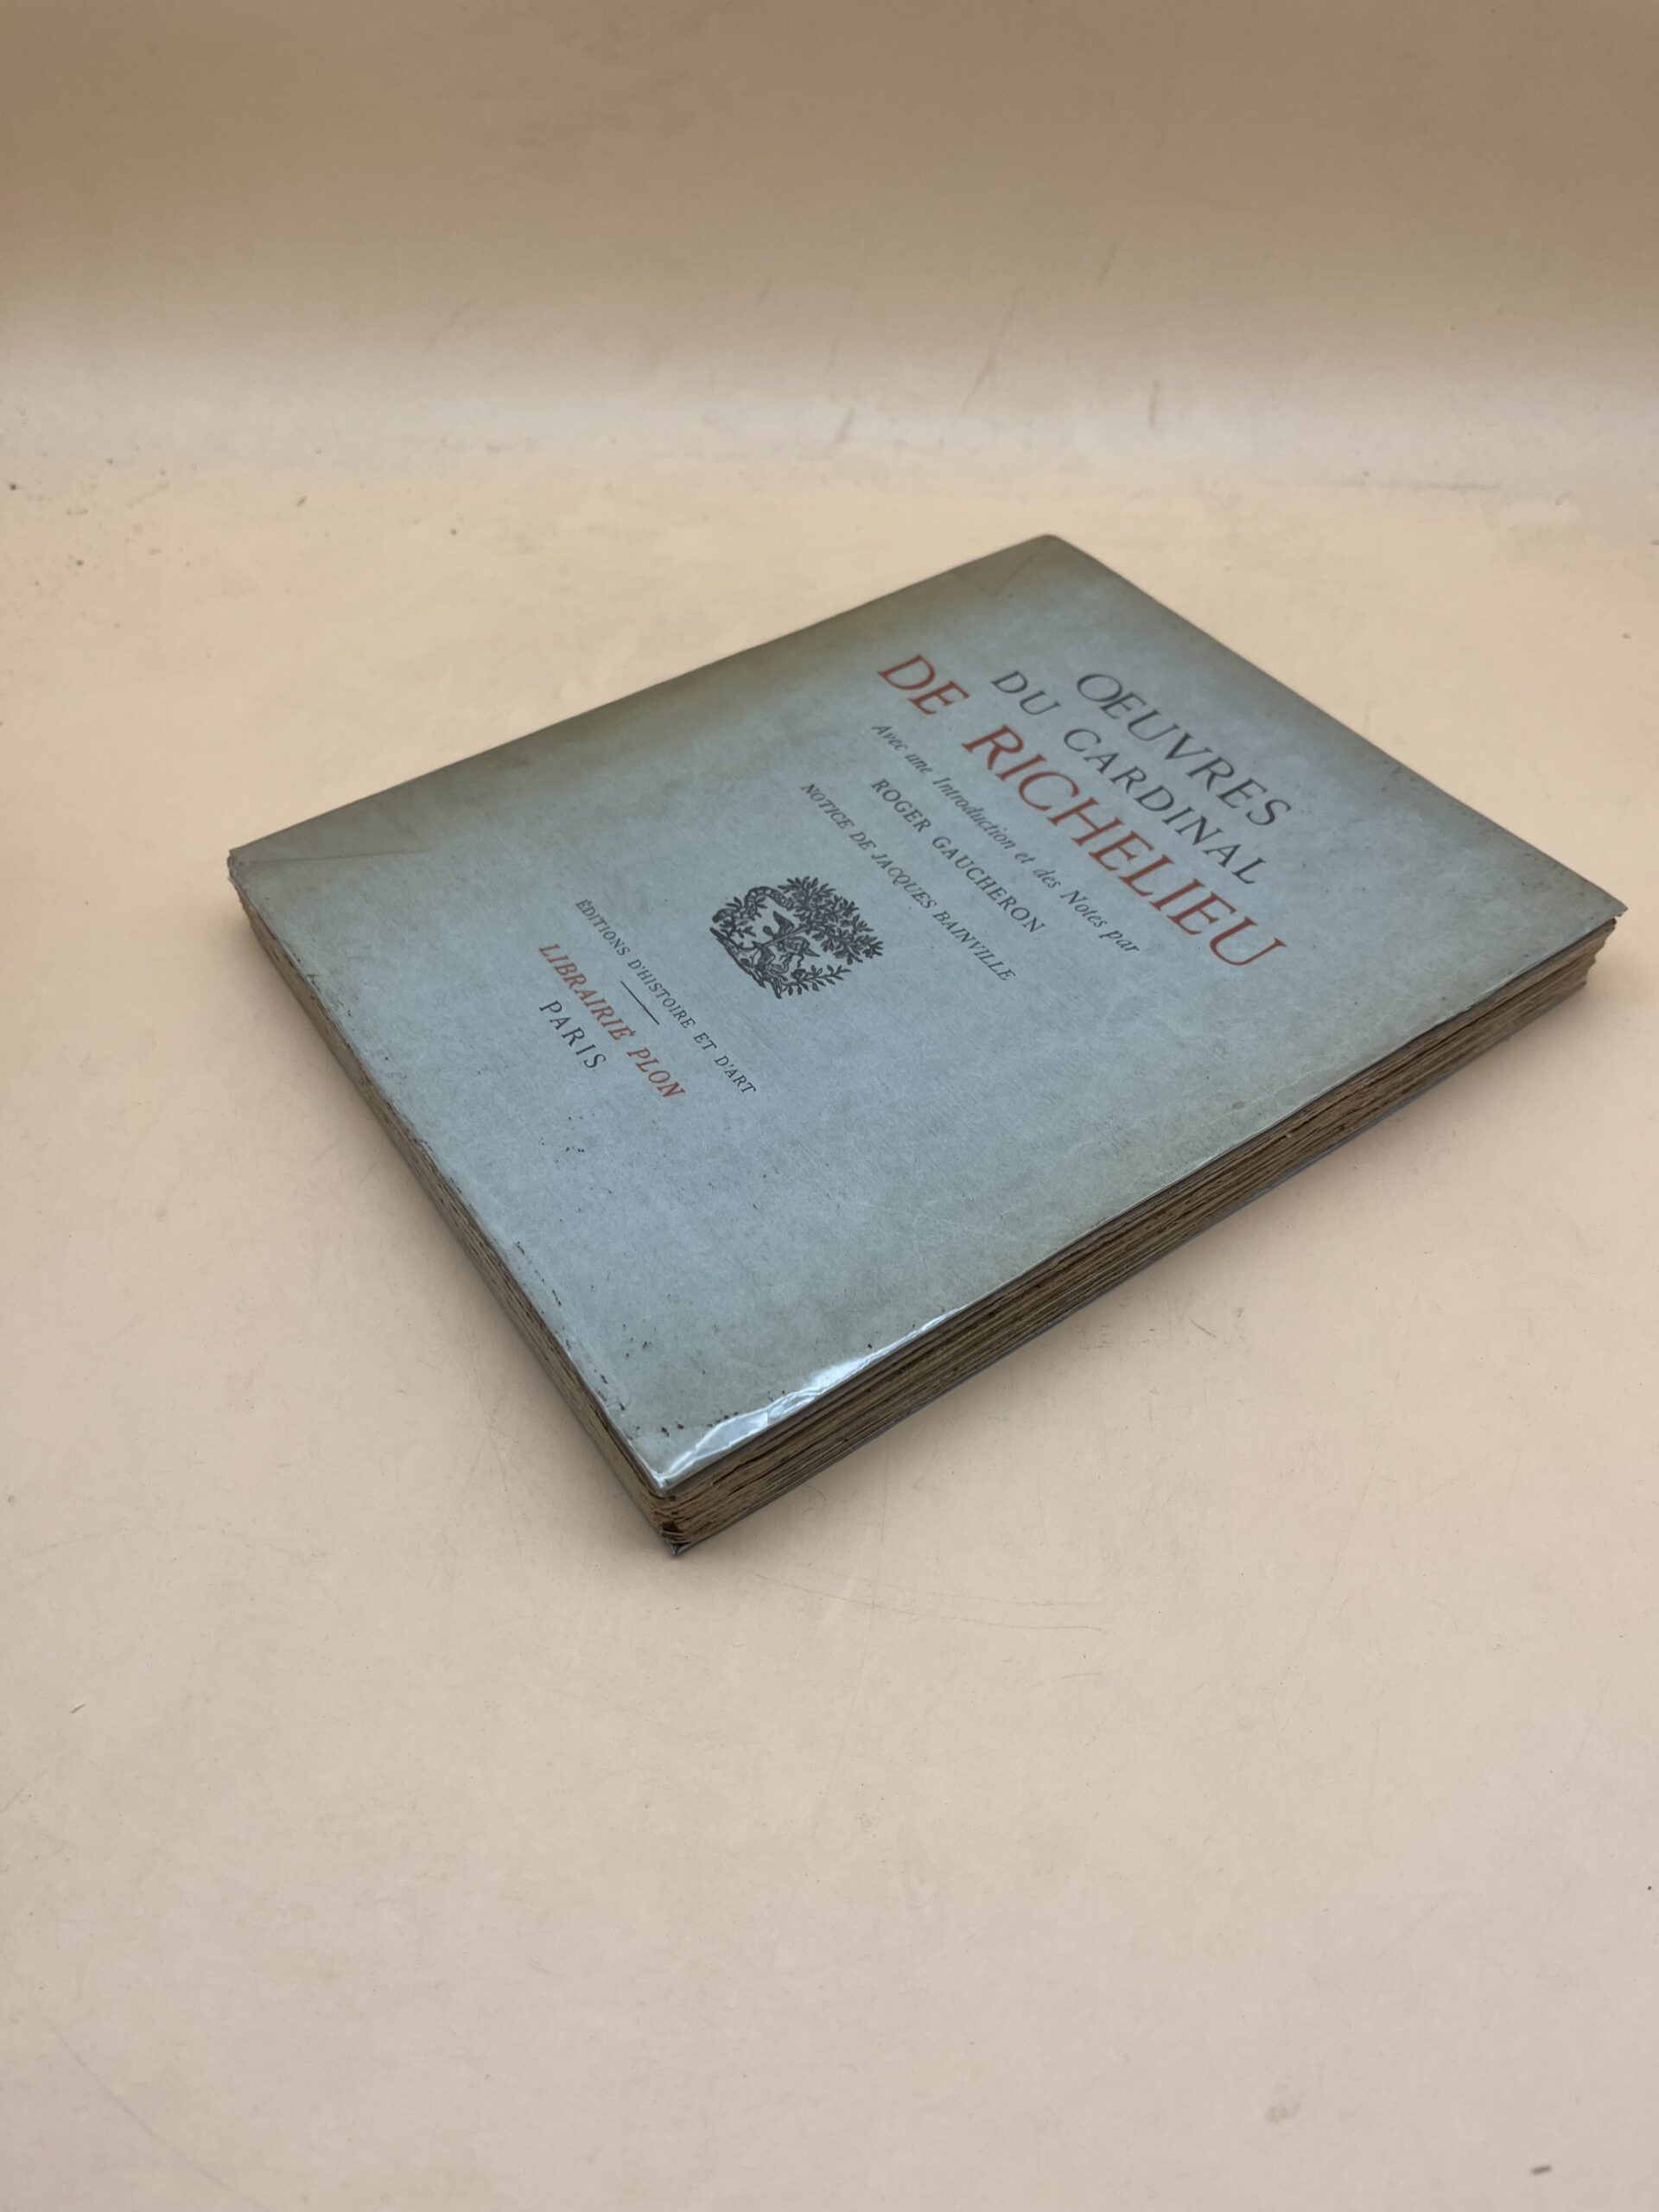 OEUVRES
DU CARDINAL
DE RICHELIEU
Avec une Introduction et des Notes par
ROGER GAUCHERON
NOTICE DE JACQUES BAINVILLE
ÉDITIONS D'HISTOIRE ET D'ART
LIBRAIRIE PLON
PARIS